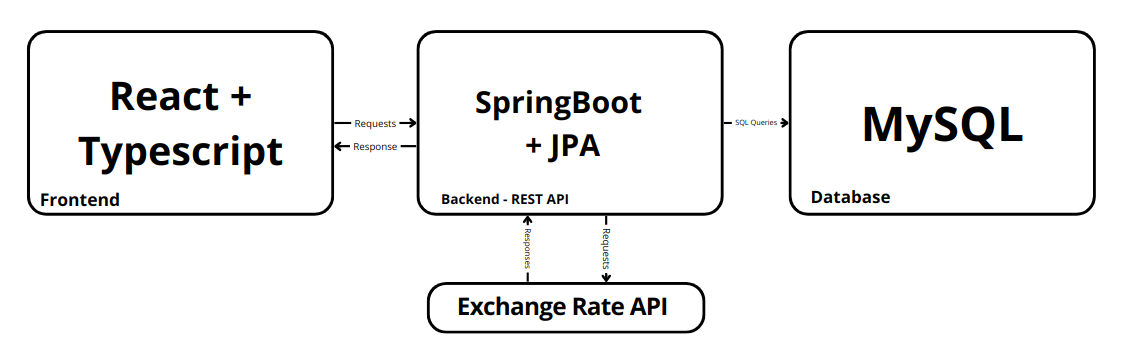 React +
Typescript
Frontend
Requests
Response
SpringBoot
+ JPA
Backend - REST API
SQL Queries
MySQL
Database
Responses
Requests
Exchange Rate API